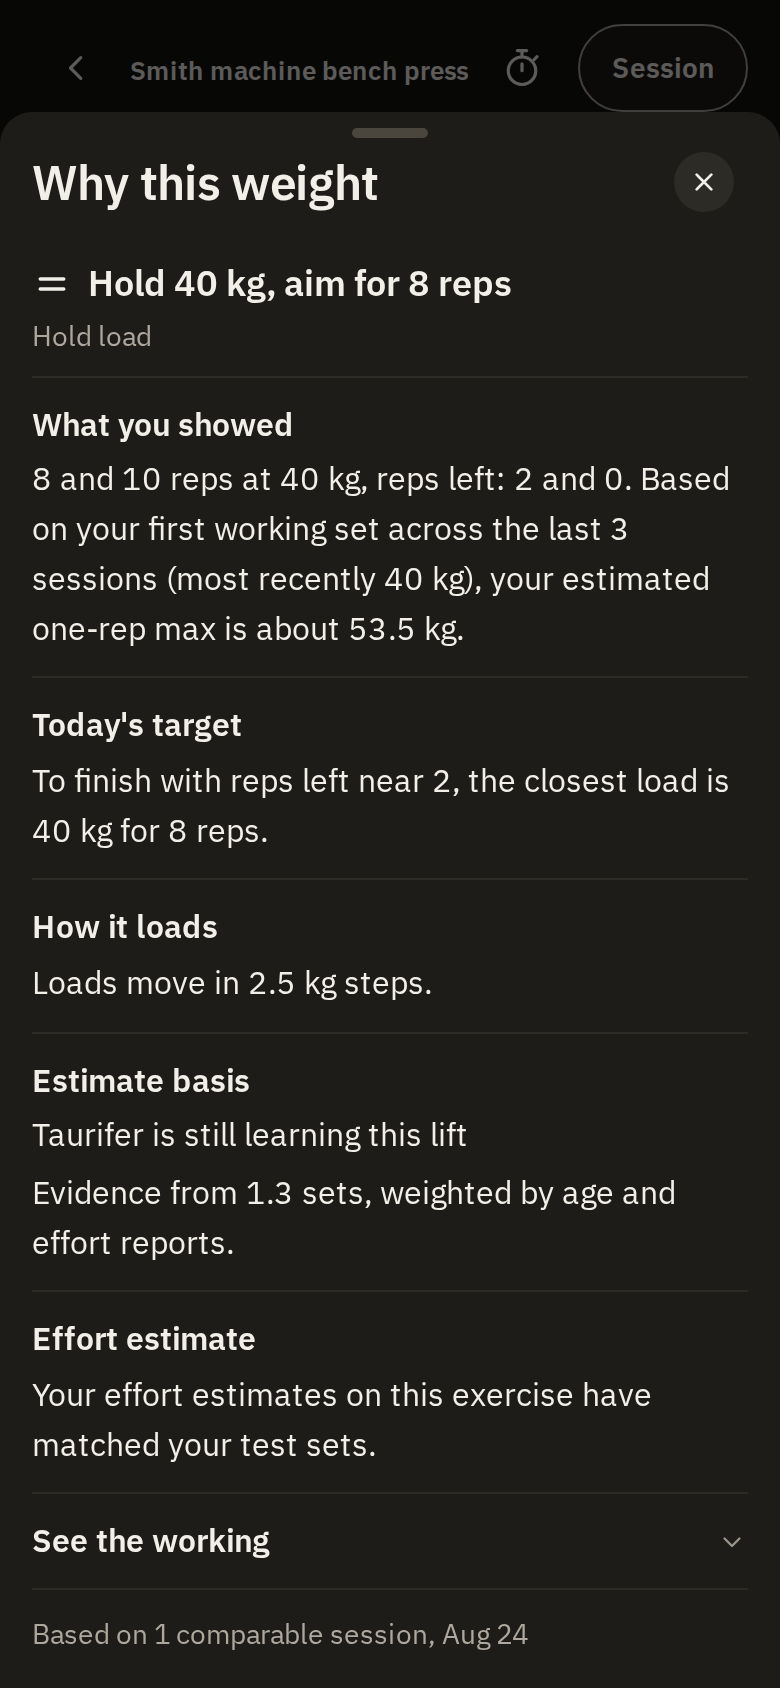 Smith machine bench press
Session
Why this weight
= Hold 40 kg, aim for 8 reps
Hold load
What you showed
8 and 10 reps at 40 kg, reps left: 2 and 0. Based
on your first working set across the last 3
sessions (most recently 40 kg), your estimated
one-rep max is about 53.5 kg.
Today's target
To finish with reps left near 2, the closest load is
40 kg for 8 reps.
How it loads
Loads move in 2.5 kg steps.
Estimate basis
Taurifer is still learning this lift
Evidence from 1.3 sets, weighted by age and
effort reports.
Effort estimate
Your effort estimates on this exercise have
matched your test sets.
See the working
Based on 1 comparable session, Aug 24